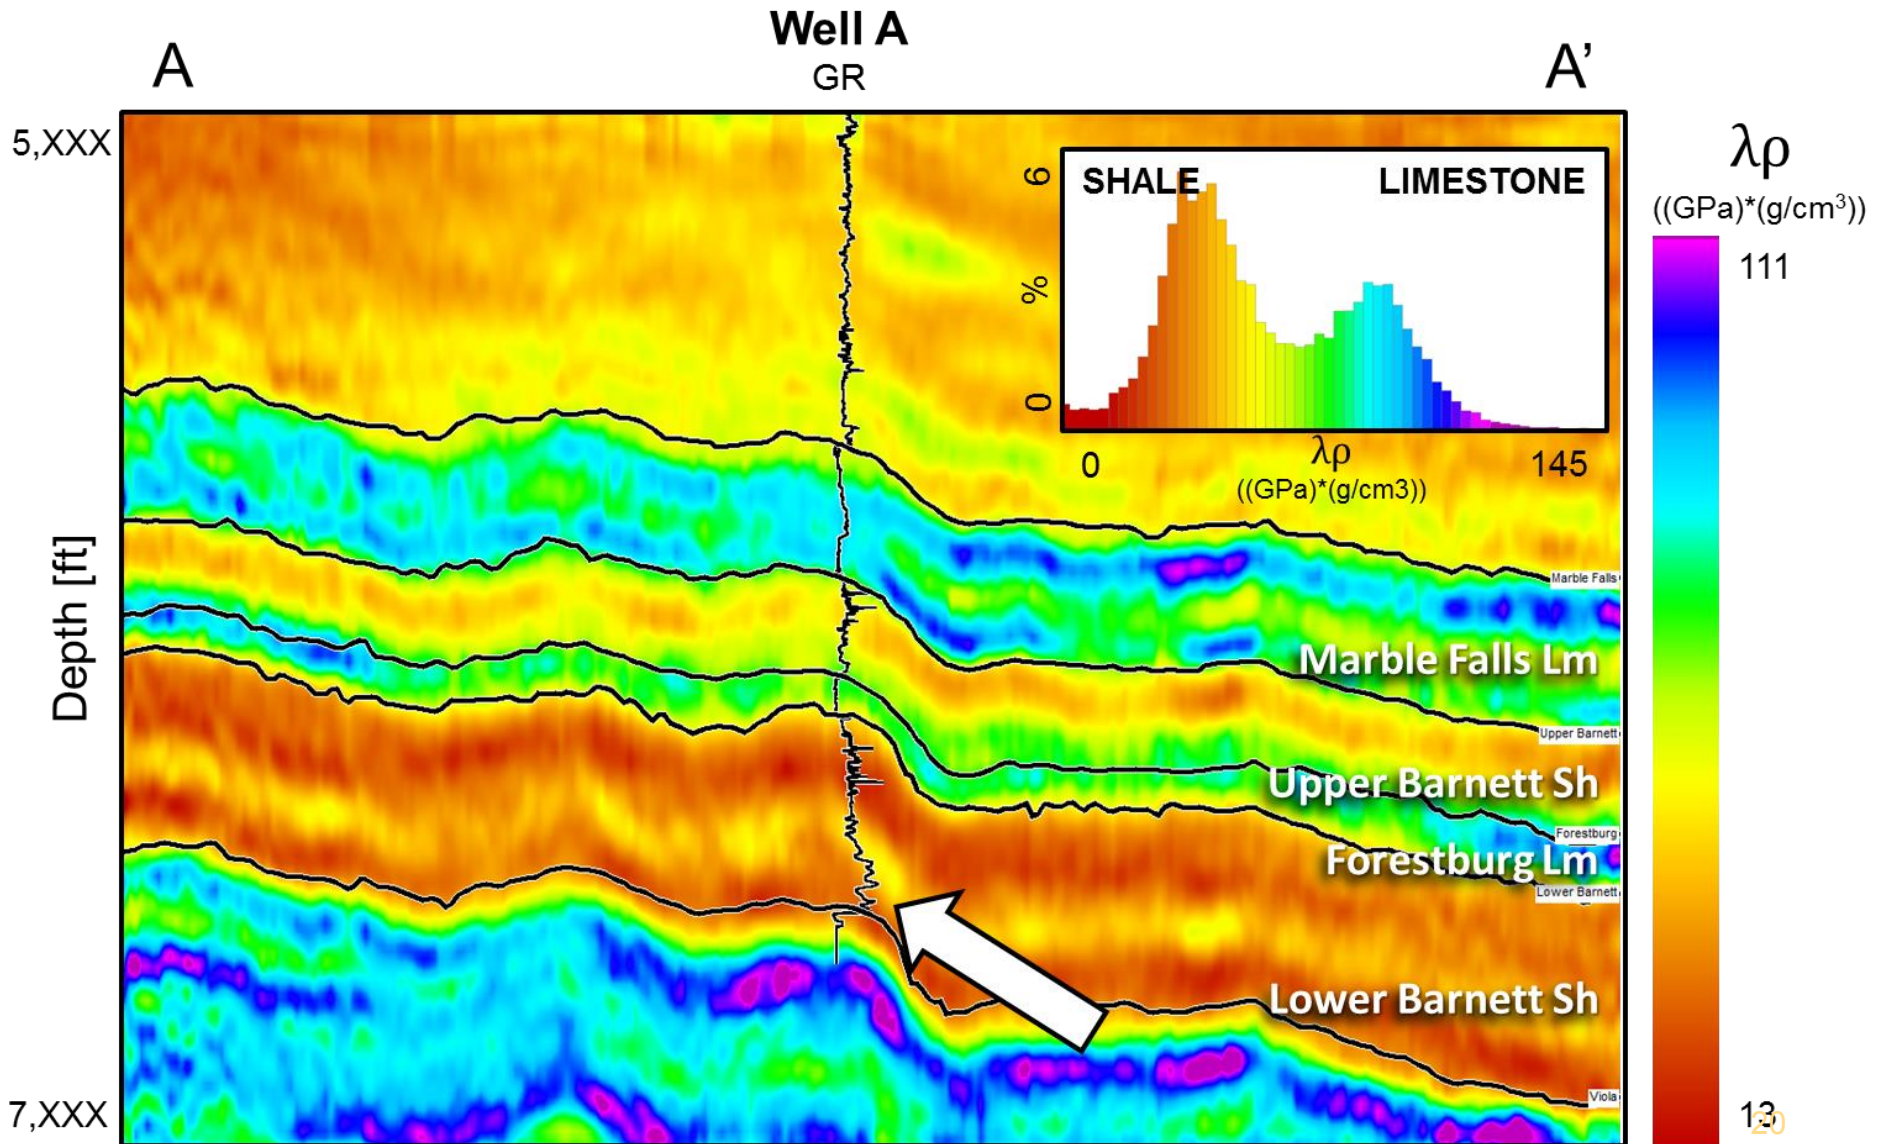 Well A
GR
A
A’
5,XXX
7,XXX
Depth [ft]
SHALE
LIMESTONE
6
%
0
0
λρ
145
((GPa)*(g/cm3))
λρ
((GPa)*(g/cm³))
111
13
20
Marble Falls
Marble Falls Lm
Upper Barnett
Upper Barnett Sh
Forestburg
Forestburg Lm
Lower Barnett
Lower Barnett Sh
Viola